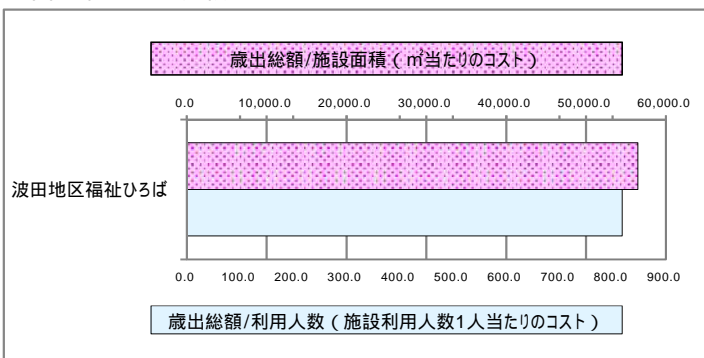 歳出総額/施設面積(㎡当たりのコスト)
0.0 10,000.0 20,000.0 30,000.0 40,000.0 50,000.0 60,000.0
波田地区福祉ひろば
0.0 100.0 200.0 300.0 400.0 500.0 600.0 700.0 800.0 900.0
歳出総額/利用人数(施設利用人数1人当たりのコスト)